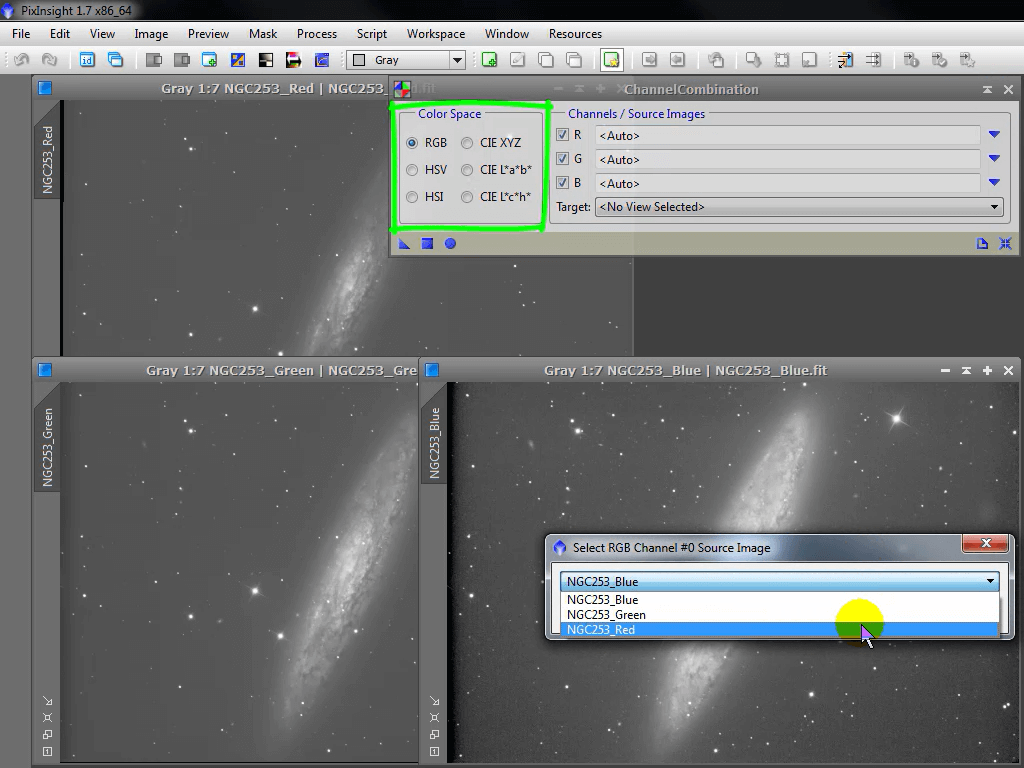 PixInsight 1.7 x86_64
File Edit View Image Preview Mask Process Script Workspace Window Resources
id Gray
Gray 1:7 NGC253_Red | NGC253_ d.fit
ChannelCombination
NGC253_Red
Color Space
RGB CIE XYZ
HSV CIE L*a*b*
HSI CIE L*c*h*
Channels / Source Images
R <Auto>
G <Auto>
B <Auto>
Target: <No View Selected>
Gray 1:7 NGC253_Green | NGC253_Gre
NGC253_Green
Gray 1:7 NGC253_Blue | NGC253_Blue.fit
NGC253_Blue
Select RGB Channel #0 Source Image
NGC253_Blue
NGC253_Blue
NGC253_Green
NGC253_Red